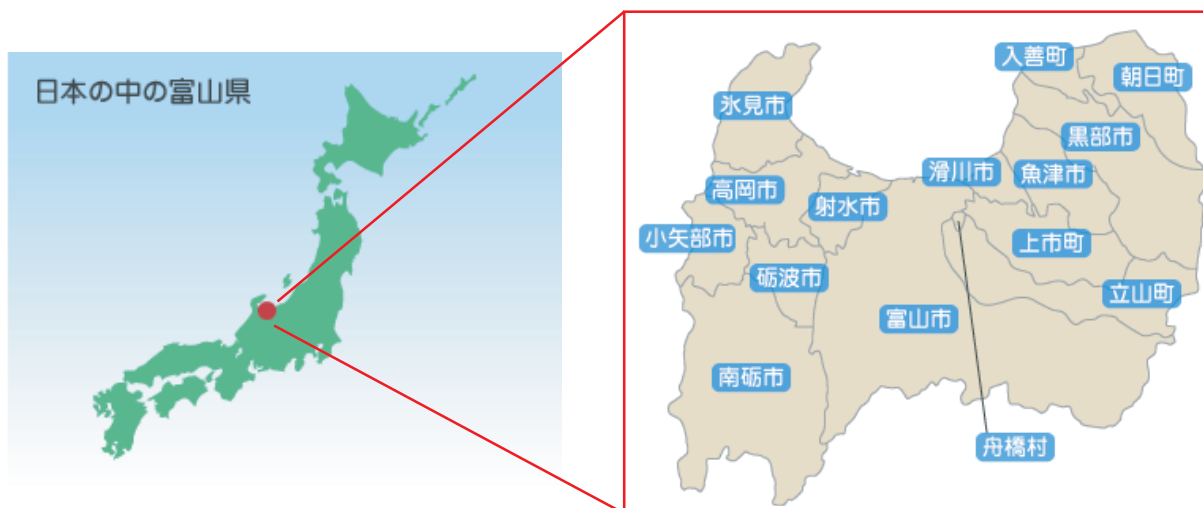 日本の中の富山県
入善町
朝日町
氷見市
黒部市
滑川市
魚津市
高岡市
射水市
小矢部市
上市町
砺波市
立山町
富山市
南砺市
舟橋村